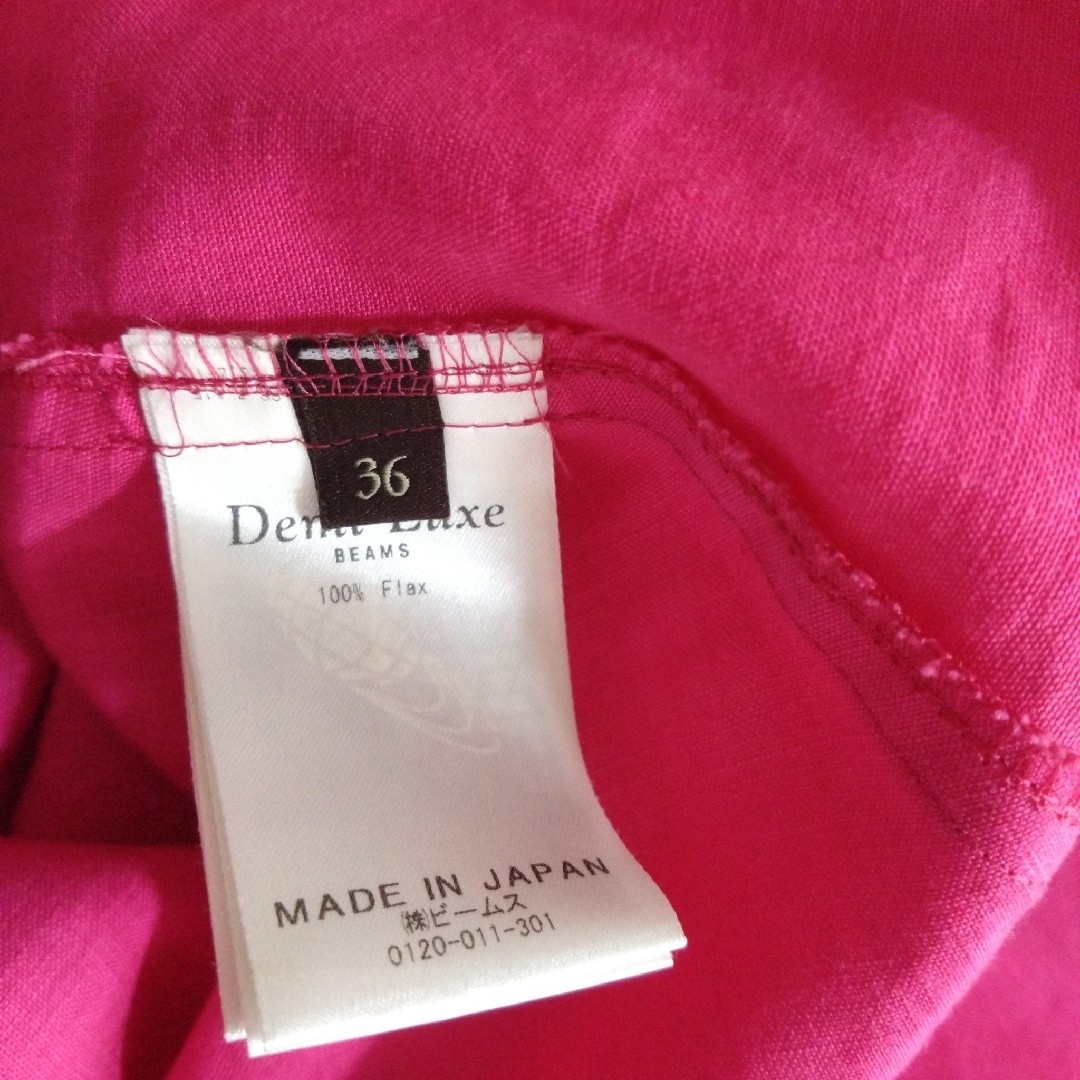 36
Demi Luxe
BEAMS
100% Flax
MADE IN JAPAN
㈱ビームス
0120-011-301